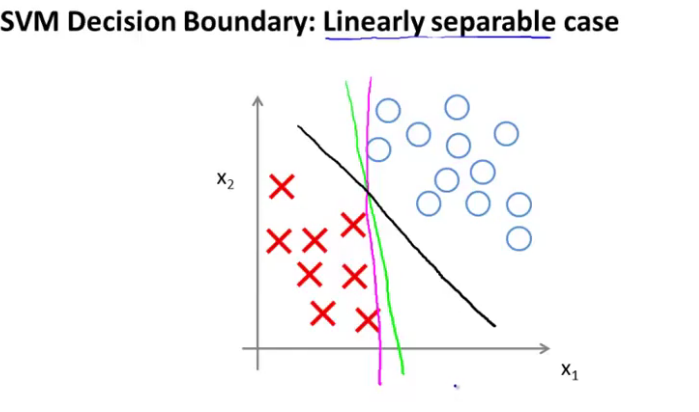 SVM Decision Boundary: Linearly separable case
x₂
x₁